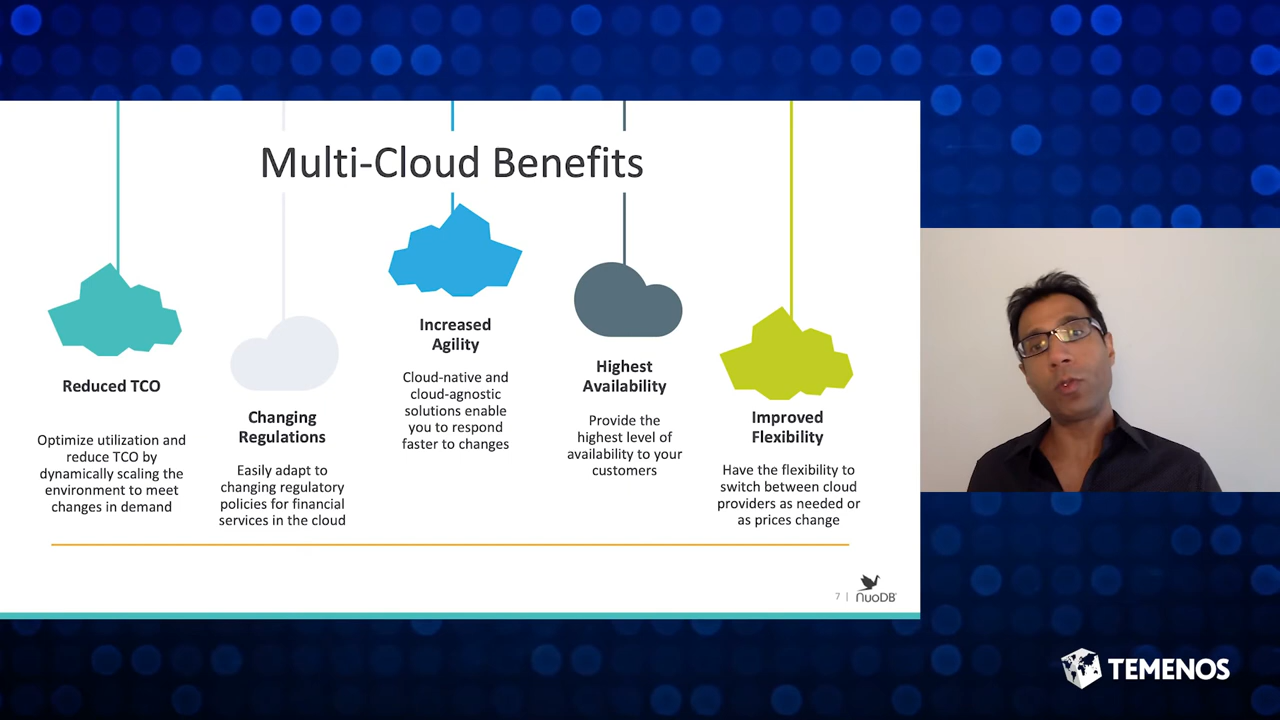 Multi-Cloud Benefits
Reduced TCO
Optimize utilization and
reduce TCO by
dynamically scaling the
environment to meet
changes in demand
Changing
Regulations
Easily adapt to
changing regulatory
policies for financial
services in the cloud
Increased
Agility
Cloud-native and
cloud-agnostic
solutions enable
you to respond
faster to changes
Highest
Availability
Provide the
highest level of
availability to your
customers
Improved
Flexibility
Have the flexibility to
switch between cloud
providers as needed or
as prices change
7 |
NuoDB
TEMENOS